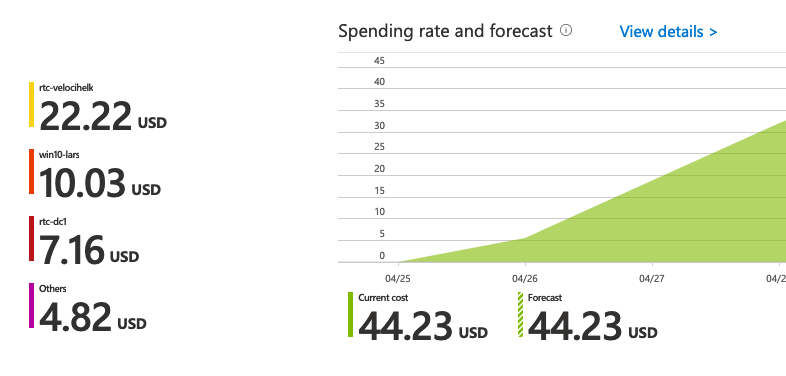 Spending rate and forecast
View details >
rtc-velocihelk
22.22 USD
win10-lars
10.03 USD
rtc-dc1
7.16 USD
Others
4.82 USD
45
40
35
30
25
20
15
10
5
0
04/25
04/26
04/27
04/2
Current cost
44.23 USD
Forecast
44.23 USD